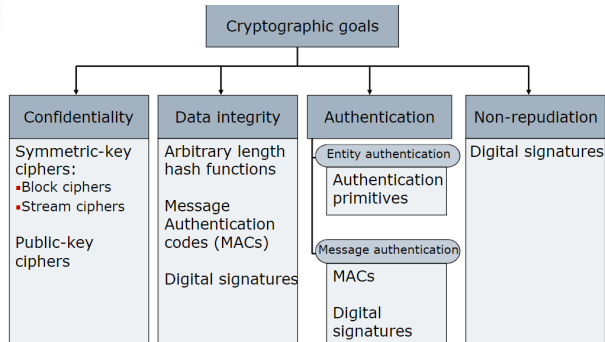 Cryptographic goals
Confidentiality
Symmetric-key
ciphers:
▪Block ciphers
▪Stream ciphers
Public-key
ciphers
Data integrity
Arbitrary length
hash functions
Message
Authentication
codes (MACs)
Digital signatures
Authentication
Entity authentication
Authentication
primitives
Message authentication
MACs
Digital
signatures
Non-repudiation
Digital signatures